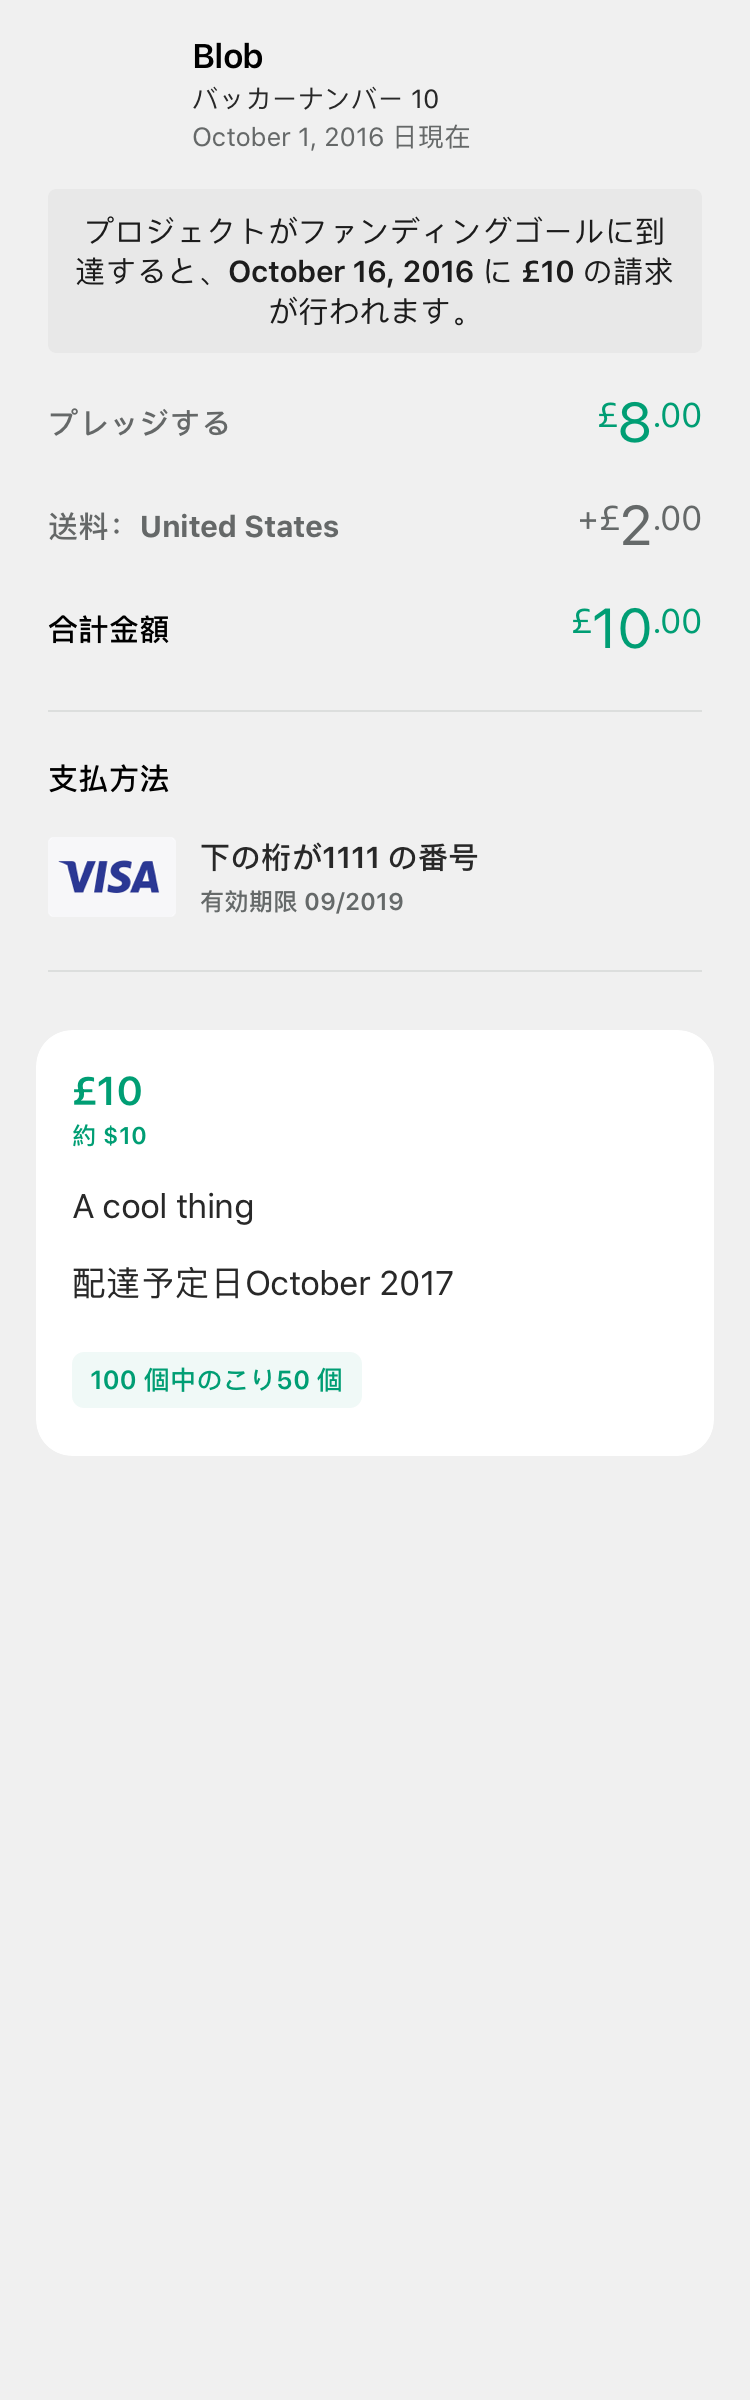 Blob
バッカーナンバー 10
October 1, 2016 日現在
プロジェクトがファンディングゴールに到
達すると、October 16, 2016 に £10 の請求
が行われます。
プレッジする £8.00
送料： United States +£2.00
合計金額 £10.00
支払方法
VISA
下の桁が1111 の番号
有効期限 09/2019
£10
約 $10
A cool thing
配達予定日October 2017
100 個中のこり50 個